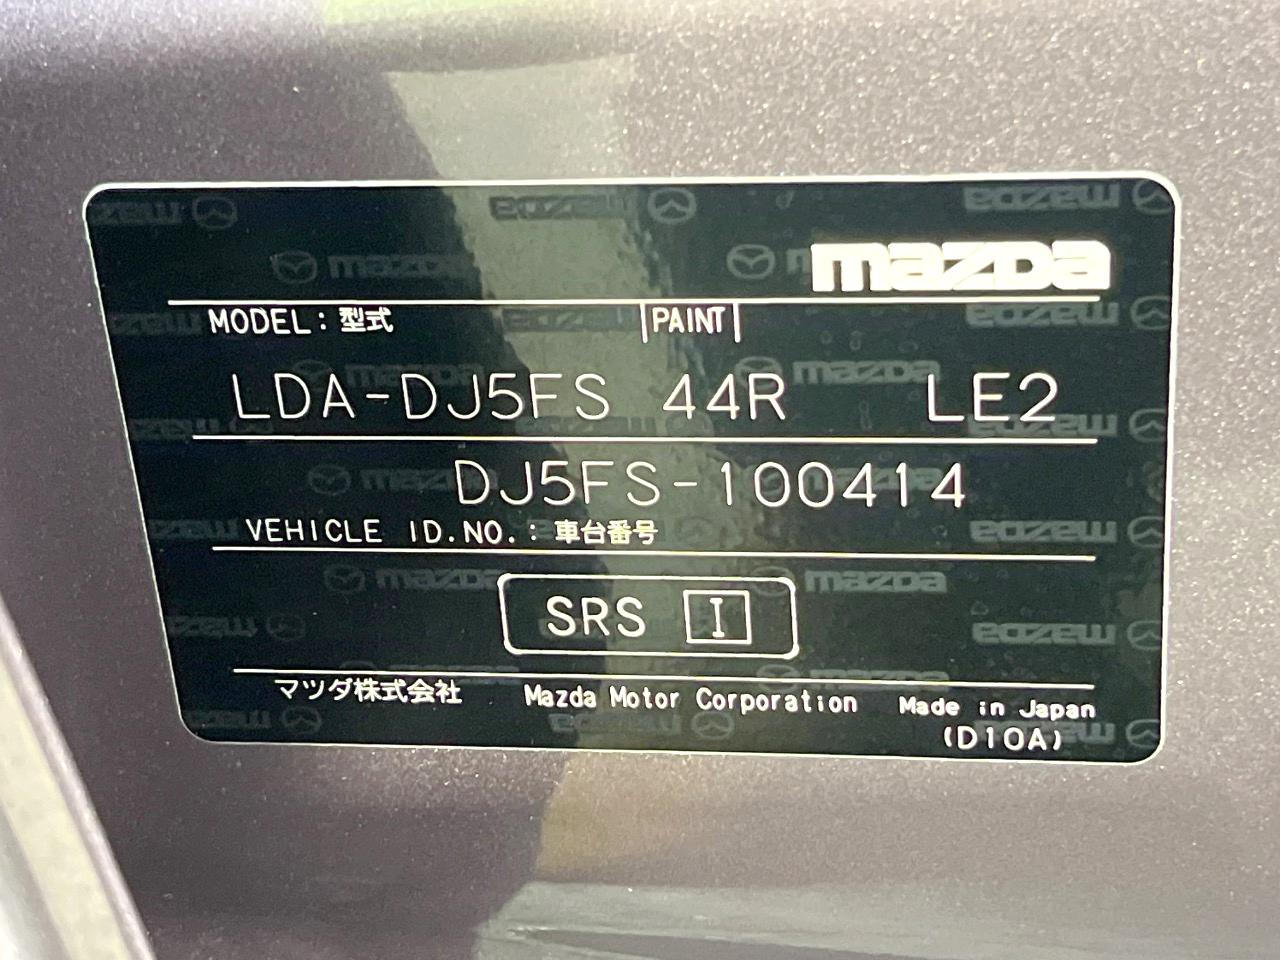 mazda
MODEL：型式 PAINT
LDA-DJ5FS 44R LE2
DJ5FS-100414
VEHICLE ID.NO.：車台番号
SRS I
マツダ株式会社 Mazda Motor Corporation Made in Japan
(D10A)